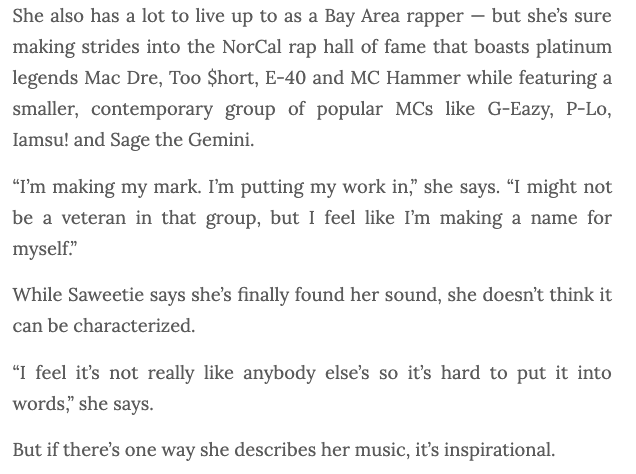 She also has a lot to live up to as a Bay Area rapper — but she’s sure
making strides into the NorCal rap hall of fame that boasts platinum
legends Mac Dre, Too $hort, E-40 and MC Hammer while featuring a
smaller, contemporary group of popular MCs like G-Eazy, P-Lo,
Iamsu! and Sage the Gemini.
“I’m making my mark. I’m putting my work in,” she says. “I might not
be a veteran in that group, but I feel like I’m making a name for
myself.”
While Saweetie says she’s finally found her sound, she doesn’t think it
can be characterized.
“I feel it’s not really like anybody else’s so it’s hard to put it into
words,” she says.
But if there’s one way she describes her music, it’s inspirational.